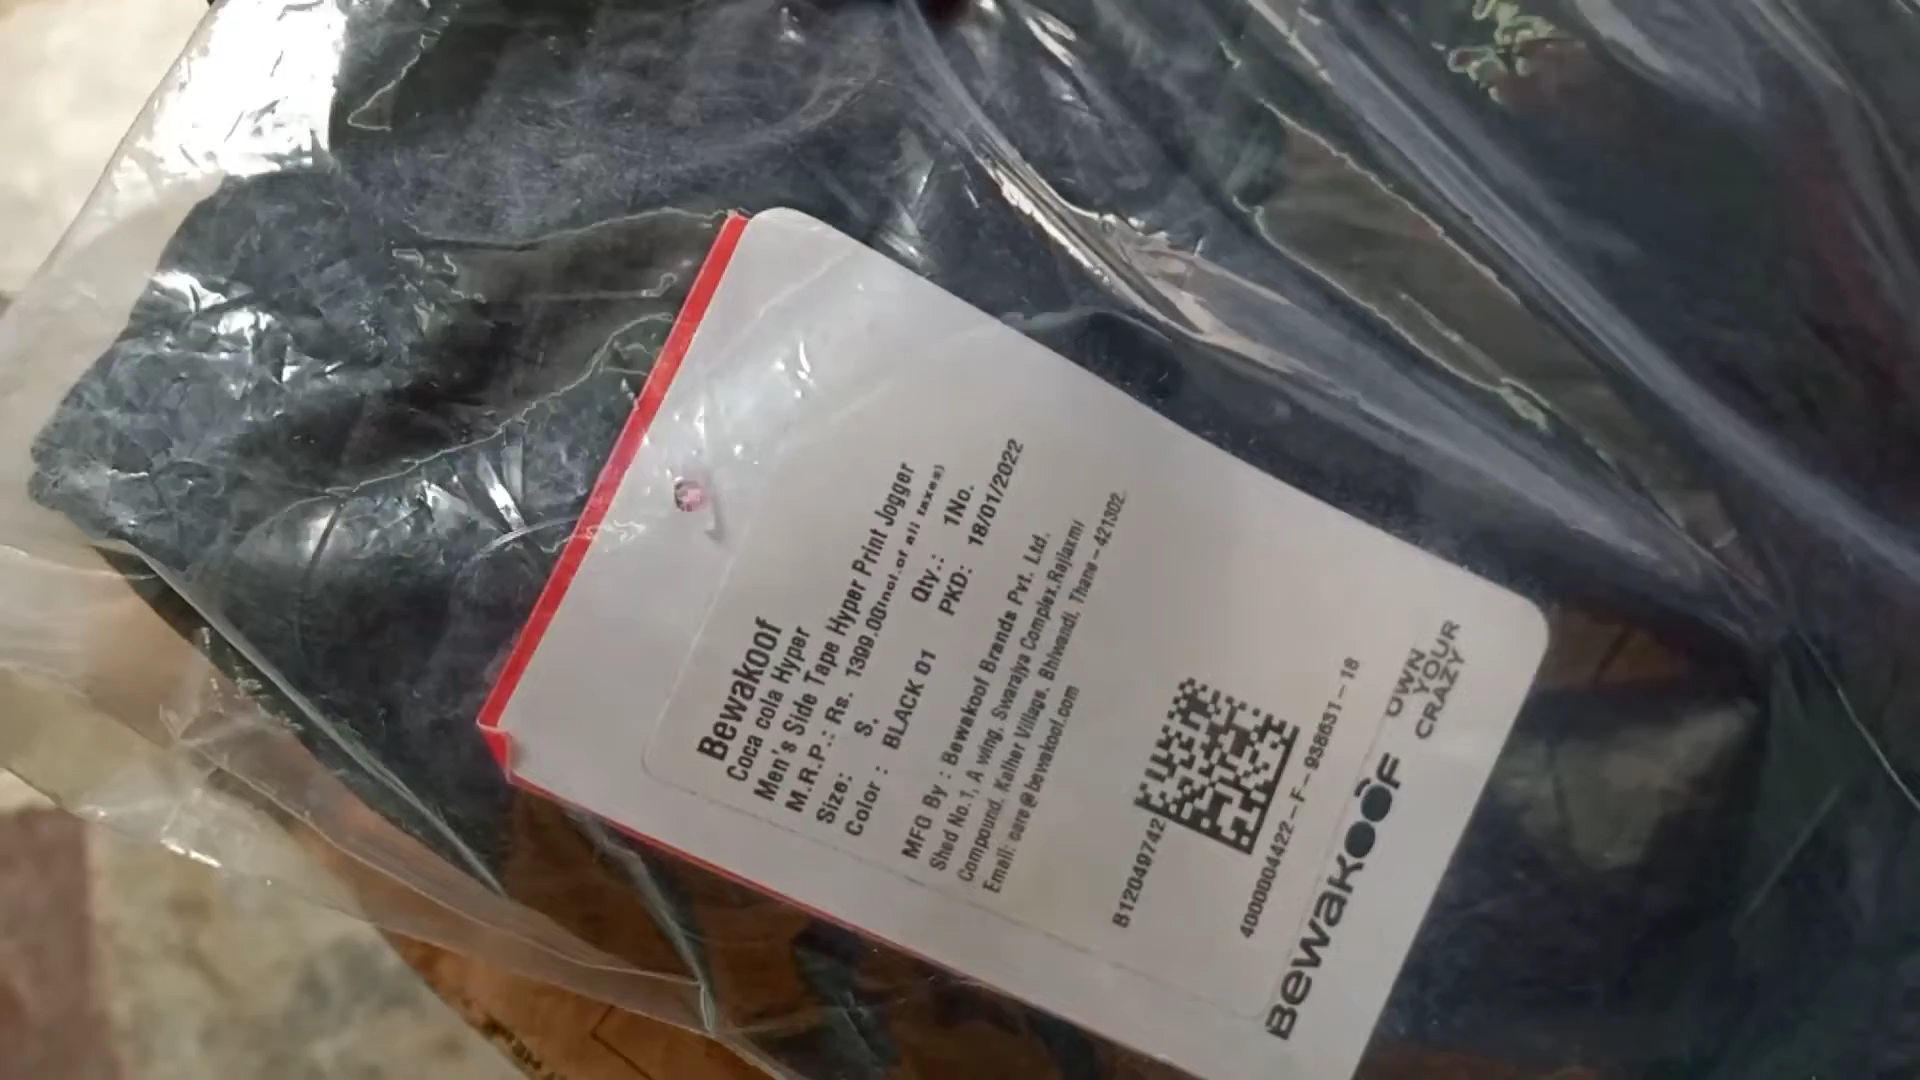 Bewakoof
Coca cola Hyper
Men's Side Tape Hyper Print Jogger
M.R.P.: Rs. 1399.00(incl.of all taxes)
Size: S. Qty.: 1No.
Color : BLACK 01 PKD: 18/01/2022
MFG By : Bewakoof Brands Pvt. Ltd.
Shed No.1, A wing, Swarajya Complex,Rajlaxmi
Compound, Kalher Village, Bhiwandi, Thane – 421302.
Email: care@bewakoof.com
B12049742
4000004422–F–938631–18
BewaKOOF
OWN
YOUR
CRAZY